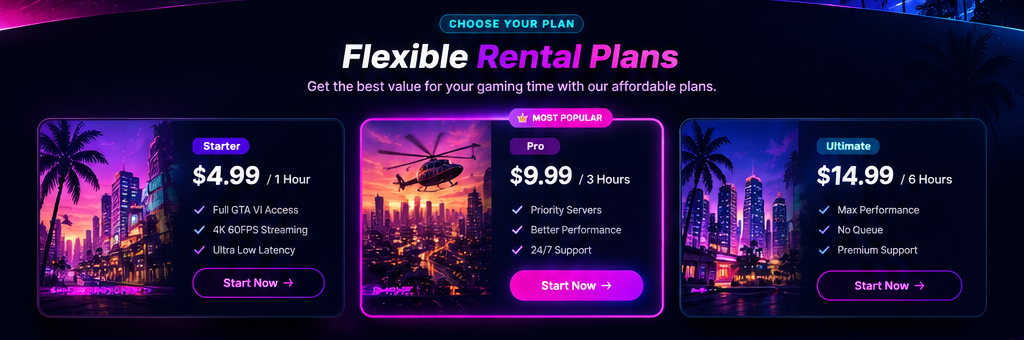 CHOOSE YOUR PLAN
Flexible Rental Plans
Get the best value for your gaming time with our affordable plans.
Starter
$4.99 / 1 Hour
Full GTA VI Access
4K 60FPS Streaming
Ultra Low Latency
Start Now
MOST POPULAR
Pro
$9.99 / 3 Hours
Priority Servers
Better Performance
24/7 Support
Start Now
Ultimate
$14.99 / 6 Hours
Max Performance
No Queue
Premium Support
Start Now